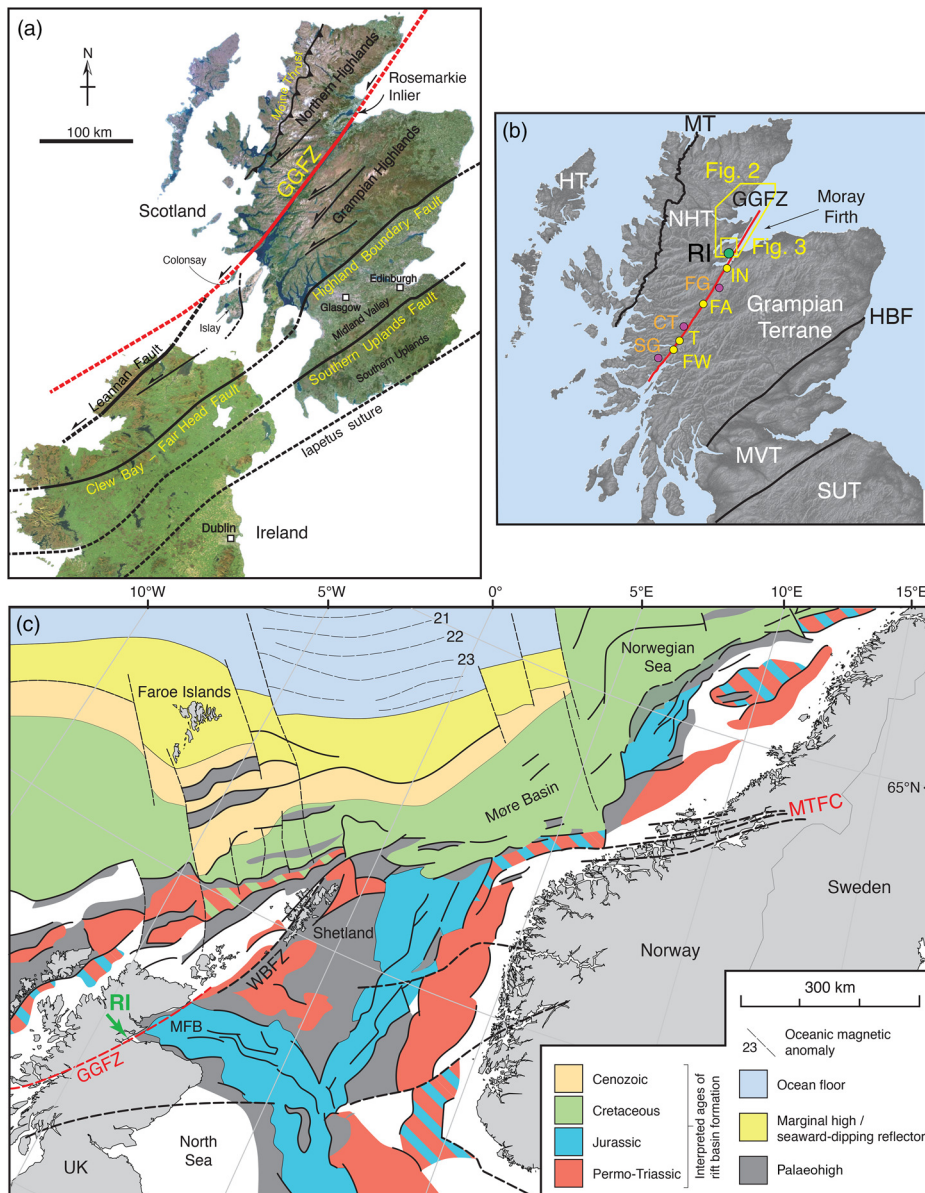 (a)
N
100 km
Moine Thrust
Northern Highlands
Rosemarkie
Inlier
GGFZ
Grampian Highlands
Scotland
Highland Boundary Fault
Colonsay
Edinburgh
Glasgow
Midland Valley
Islay
Southern Uplands Fault
Southern Uplands
Leannan Fault
Clew Bay - Fair Head Fault
Iapetus suture
Dublin
Ireland
(b)
MT
Fig. 2
HT
GGFZ
NHT
Moray
Firth
RI
Fig. 3
IN
FG
FA
Grampian
Terrane
HBF
CT
T
SG
FW
MVT
SUT
10°W
5°W
0°
5°E
10°E
15°E
(c)
21
22
23
Norwegian
Sea
Faroe Islands
65°N
Møre Basin
MTFC
Sweden
Shetland
Norway
WBFZ
RI
MFB
GGFZ
North
Sea
UK
300 km
23
Oceanic magnetic
anomaly
Cenozoic
Cretaceous
Jurassic
Permo-Triassic
Interpreted ages of
rift basin formation
Ocean floor
Marginal high /
seaward-dipping reflector
Palaeohigh